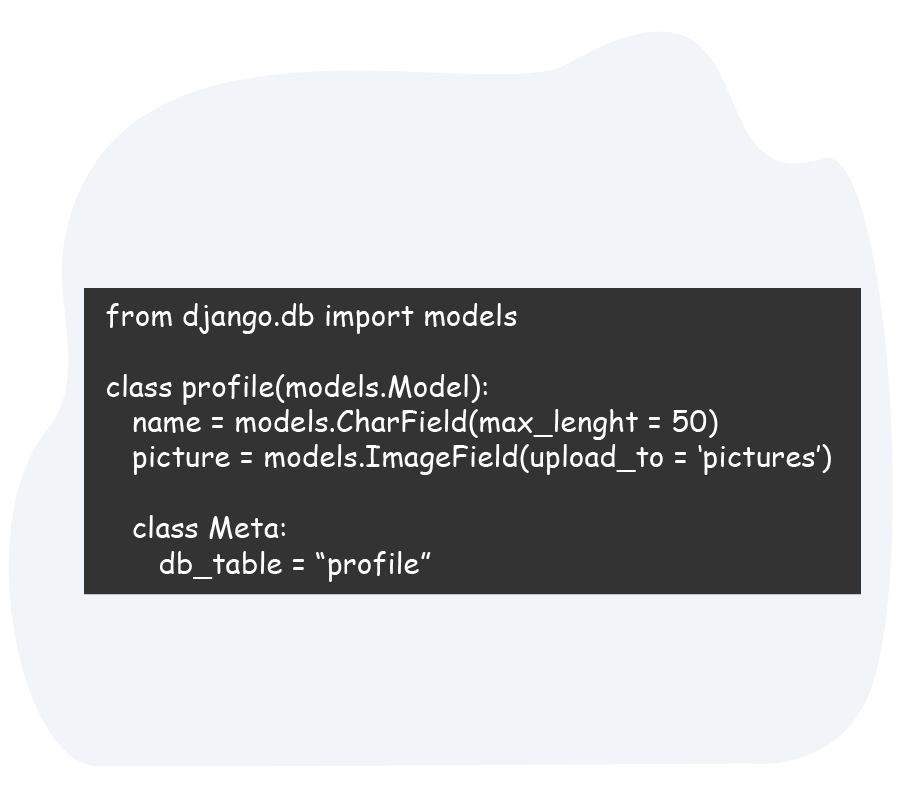 from django.db import models
class profile(models.Model):
name = models.CharField(max_lenght = 50)
picture = models.ImageField(upload_to = ‘pictures’)
class Meta:
db_table = “profile”